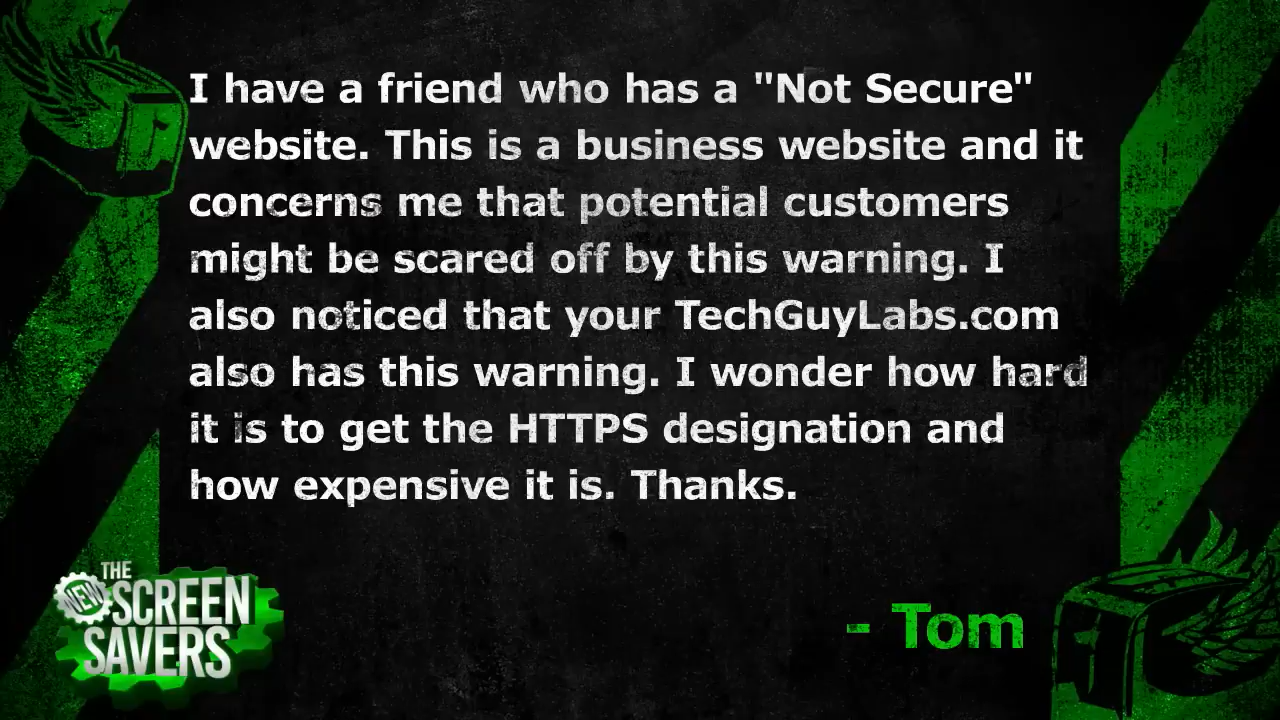 I have a friend who has a "Not Secure"
website. This is a business website and it
concerns me that potential customers
might be scared off by this warning. I
also noticed that your TechGuyLabs.com
also has this warning. I wonder how hard
it is to get the HTTPS designation and
how expensive it is. Thanks.
- Tom
THE
NEW
SCREEN
SAVERS